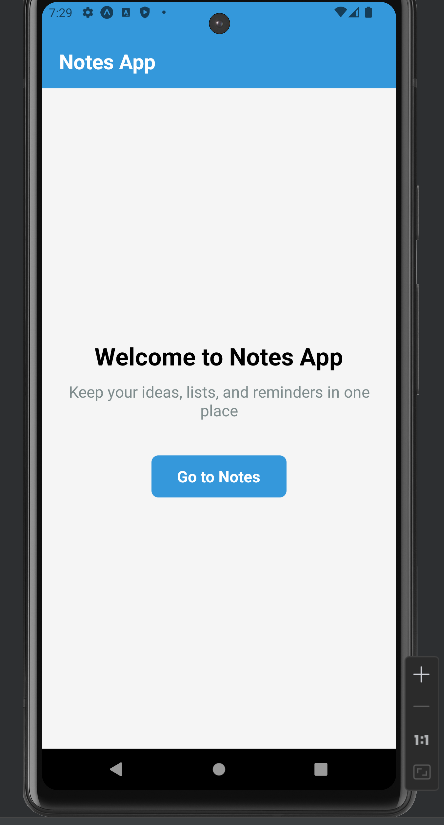 7:29
Notes App
Welcome to Notes App
Keep your ideas, lists, and reminders in one
place
Go to Notes
1:1